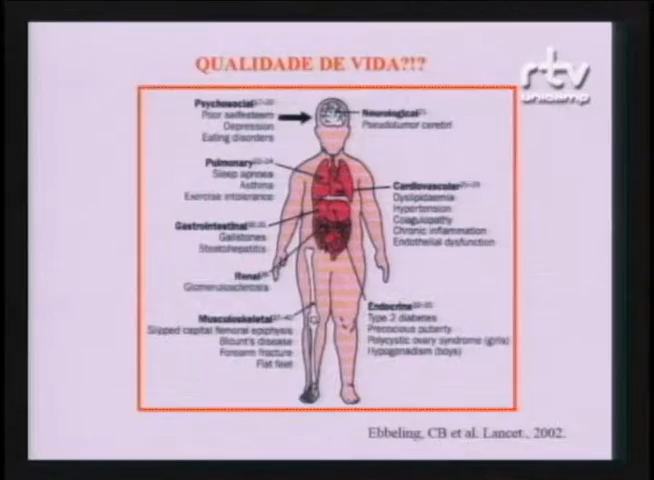 QUALIDADE DE VIDA?!?
rtv
unicamp
Psychosocial
Poor selfesteem
Depression
Eating disorders
Neurological
Pseudotumor cerebri
Pulmonary
Sleep apnoea
Asthma
Exercise intolerance
Cardiovascular
Dyslipidaemia
Hypertension
Coagulopathy
Chronic inflammation
Endothelial dysfunction
Gastrointestinal
Gallstones
Steatohepatitis
Renal
Glomerulosclerosis
Musculoskeletal
Slipped capital femoral epiphysis
Blount's disease
Forearm fracture
Flat feet
Endocrine
Type 2 diabetes
Precocious puberty
Polycystic ovary syndrome (girls)
Hypogonadism (boys)
Ebbeling, CB et al. Lancet., 2002.